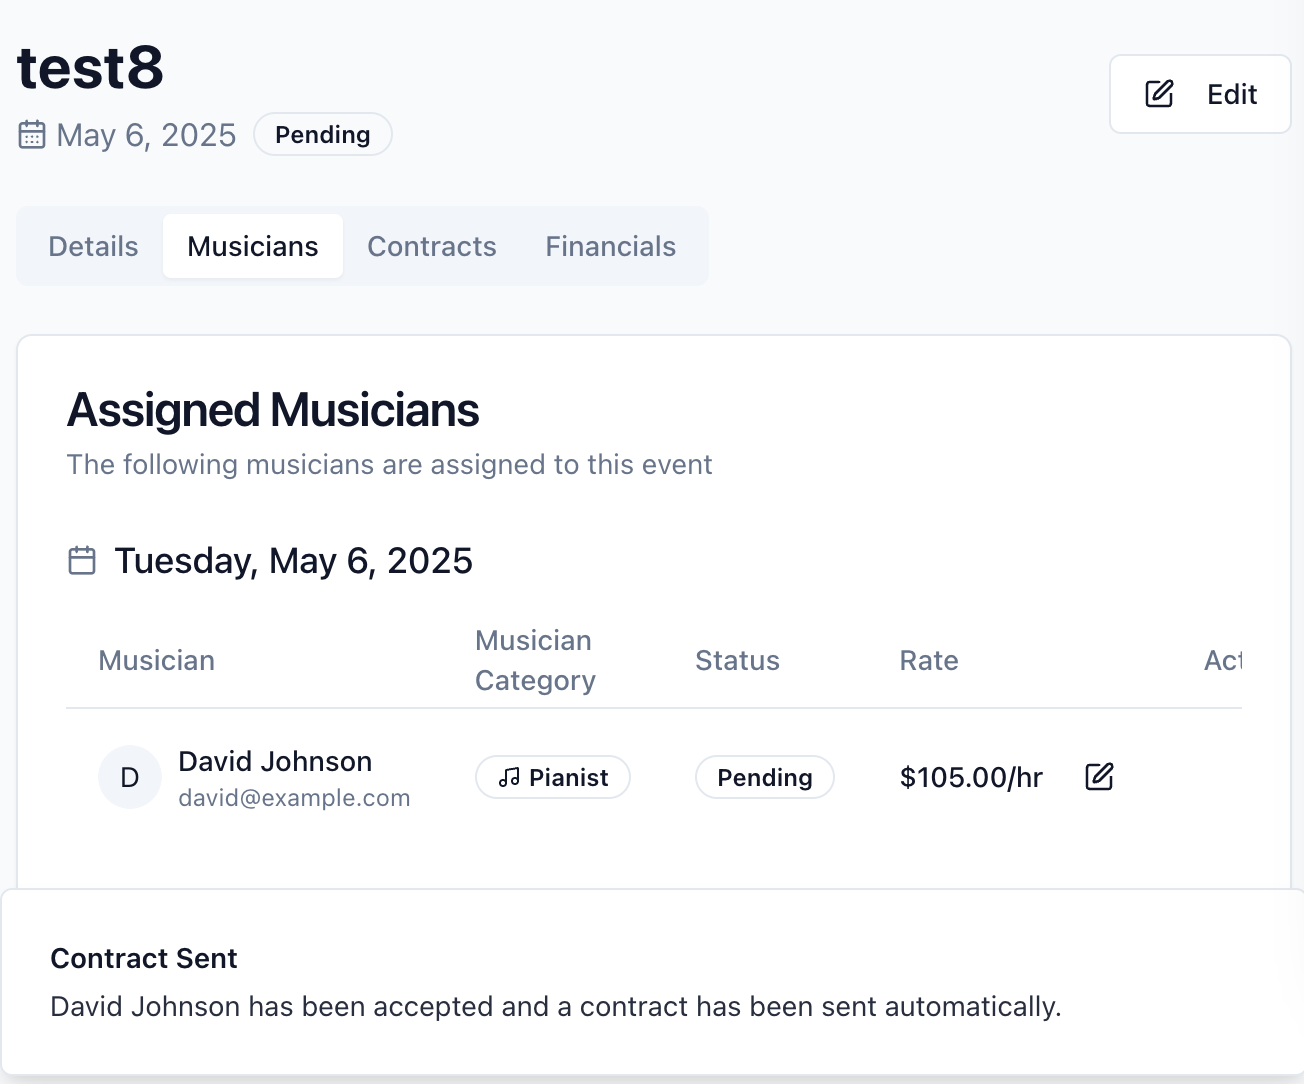 test8
Edit
May 6, 2025 Pending
Details Musicians Contracts Financials
Assigned Musicians
The following musicians are assigned to this event
Tuesday, May 6, 2025
Musician Musician Category Status Rate
D David Johnson Pianist Pending $105.00/hr
david@example.com
Contract Sent
David Johnson has been accepted and a contract has been sent automatically.